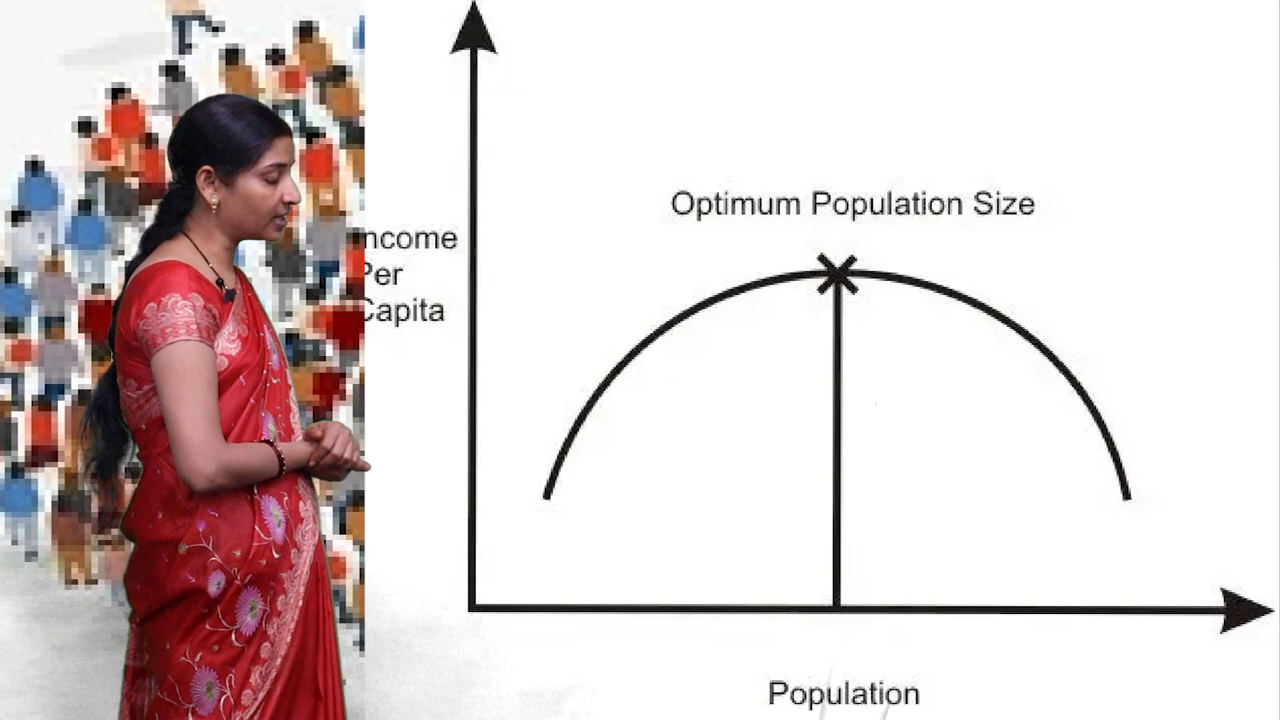 Optimum Population Size
ncome
Per
Capita
Population